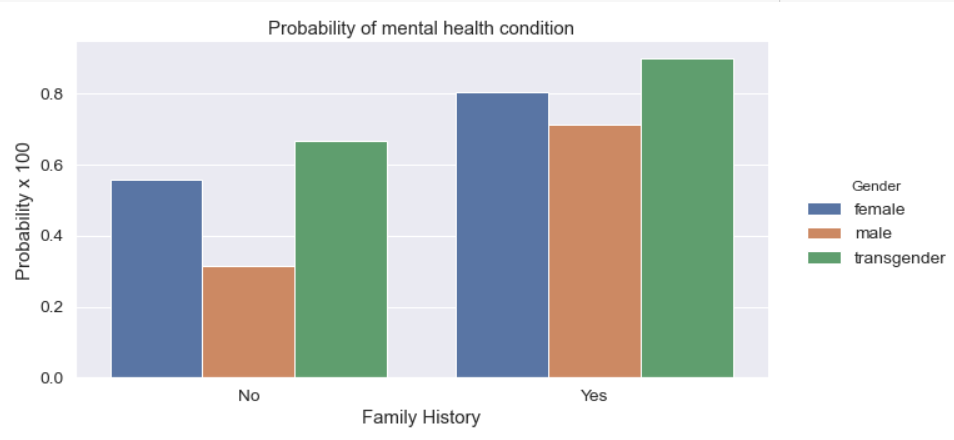 Probability of mental health condition
Probability x 100
0.8
0.6
0.4
0.2
0.0
No
Yes
Family History
Gender
female
male
transgender